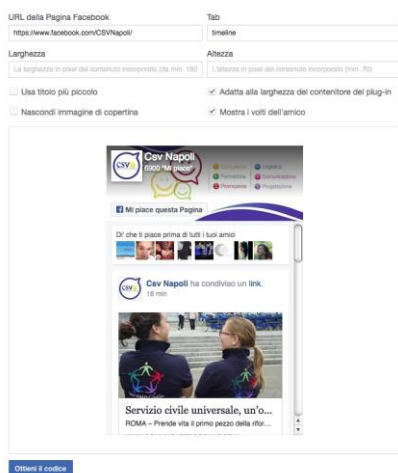 URL della Pagina Facebook
Tab
https://www.facebook.com/CSVNapoli/
timeline
Larghezza
Altezza
La larghezza in pixel del contenuto incorporato (da min. 180
L'altezza in pixel del contenuto incorporato (min. 70)
Usa titolo più piccolo
Adatta alla larghezza del contenitore del plug-in
Nascondi immagine di copertina
Mostra i volti dell'amico
CSV
Csv Napoli
6900 "Mi piace"
Consulenza
Logistica
Formazione
Comunicazione
Promozione
Progettazione
Mi piace questa Pagina
Di' che ti piace prima di tutti i tuoi amici
CSV
Csv Napoli ha condiviso un link.
16 min
Servizio civile universale, un'o...
ROMA – Prende vita il primo pezzo della rifor...
Ottieni il codice